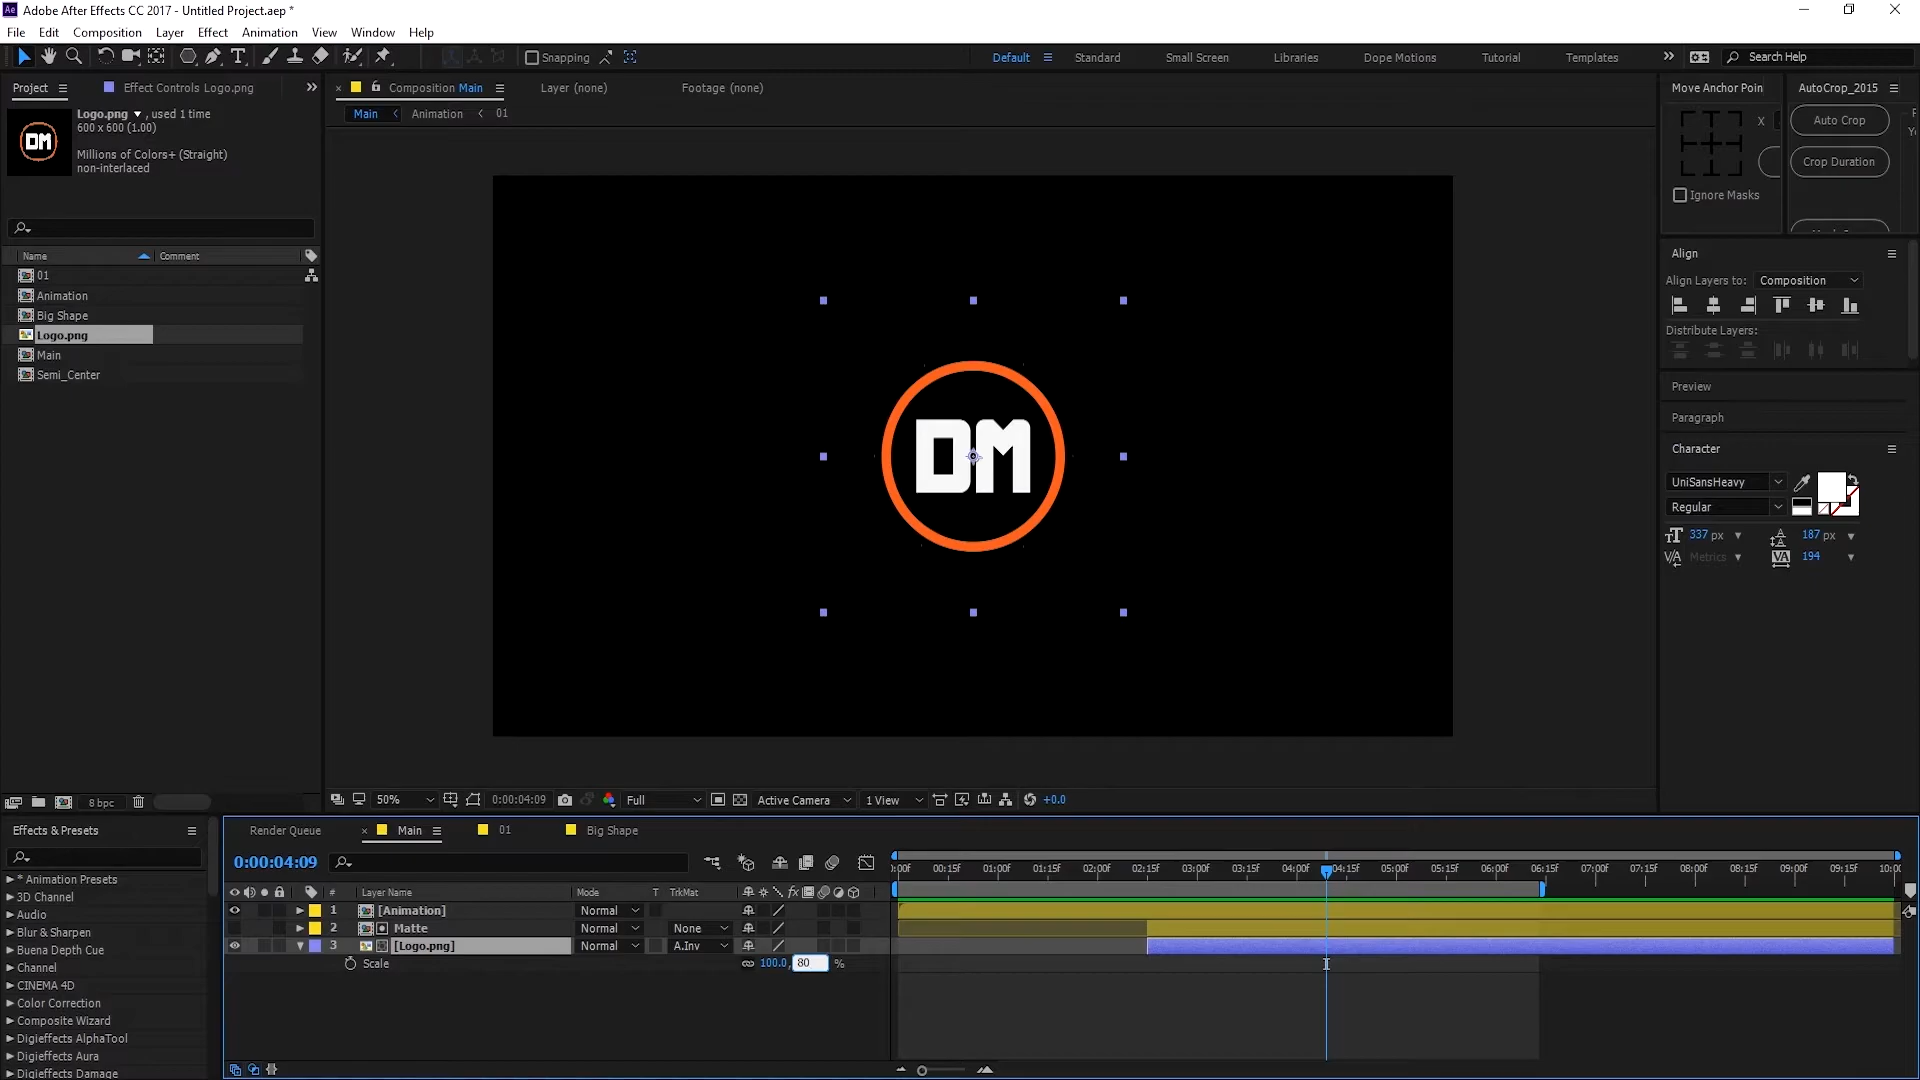 Adobe After Effects CC 2017 - Untitled Project.aep *
File Edit Composition Layer Effect Animation View Window Help
Snapping
Default Standard Small Screen Libraries Dope Motions Tutorial Templates
Search Help
Project
Effect Controls Logo.png
Logo.png , used 1 time
600 x 600 (1.00)
Millions of Colors+ (Straight)
non-interlaced
DM
Name Comment
01
Animation
Big Shape
Logo.png
Main
Semi_Center
8 bpc
Composition Main
Layer (none)
Footage (none)
Main Animation 01
DM
50%
0:00:04:09
Full
Active Camera
1 View
+0.0
Move Anchor Poin
X
Ignore Masks
AutoCrop_2015
Auto Crop
Crop Duration
Align
Align Layers to: Composition
Distribute Layers:
Preview
Paragraph
Character
UniSansHeavy
Regular
337 px
187 px
Metrics
194
Effects & Presets
* Animation Presets
3D Channel
Audio
Blur & Sharpen
Buena Depth Cue
Channel
CINEMA 4D
Color Correction
Composite Wizard
Digieffects AlphaTool
Digieffects Aura
Digieffects Damage
Render Queue Main 01 Big Shape
0:00:04:09
# Layer Name Mode T TrkMat
1 [Animation] Normal
2 Matte Normal None
3 [Logo.png] Normal A.Inv
Scale 100.0, 80 %
:00f 00:15f 01:00f 01:15f 02:00f 02:15f 03:00f 03:15f 04:00f 04:15f 05:00f 05:15f 06:00f 06:15f 07:00f 07:15f 08:00f 08:15f 09:00f 09:15f 10:00